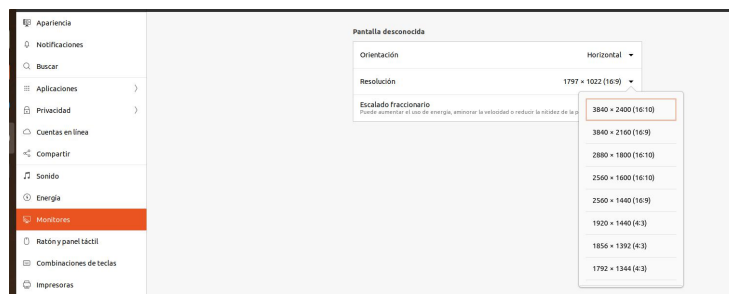 Apariencia
Notificaciones
Buscar
Aplicaciones
Privacidad
Cuentas en línea
Compartir
Sonido
Energía
Monitores
Ratón y panel táctil
Combinaciones de teclas
Impresoras
Pantalla desconocida
Orientación Horizontal
Resolución 1797 × 1022 (16:9)
Escalado fraccionario
Puede aumentar el uso de energía, aminorar la velocidad o reducir la nitidez de la p
3840 × 2400 (16:10)
3840 × 2160 (16:9)
2880 × 1800 (16:10)
2560 × 1600 (16:10)
2560 × 1440 (16:9)
1920 × 1440 (4:3)
1856 × 1392 (4:3)
1792 × 1344 (4:3)